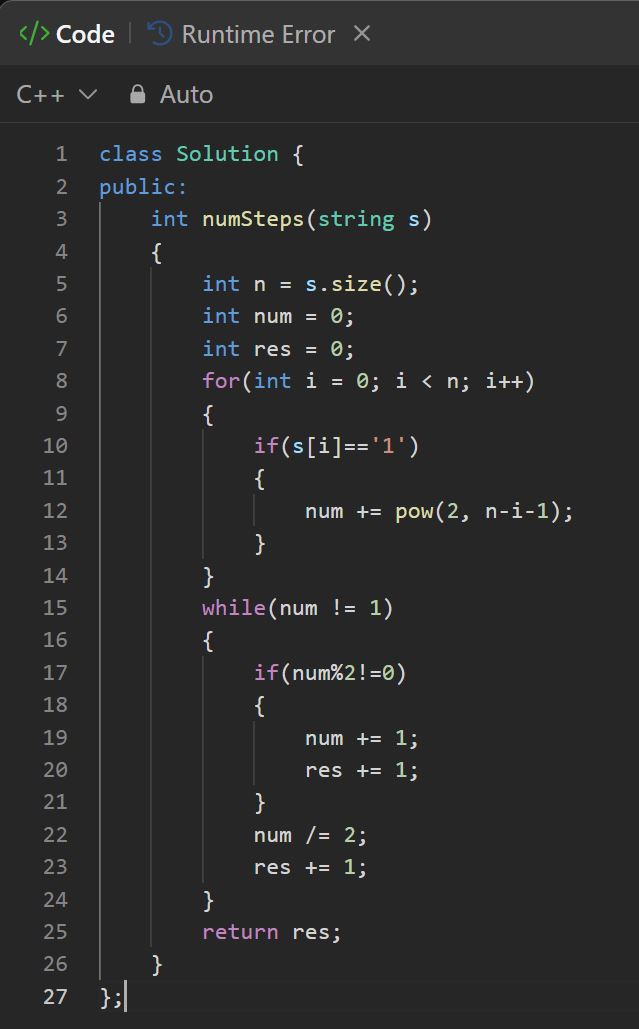 </> Code | Runtime Error ×
C++ Auto
1 class Solution {
2 public:
3     int numSteps(string s)
4     {
5         int n = s.size();
6         int num = 0;
7         int res = 0;
8         for(int i = 0; i < n; i++)
9         {
10             if(s[i]=='1')
11             {
12                 num += pow(2, n-i-1);
13             }
14         }
15         while(num != 1)
16         {
17             if(num%2!=0)
18             {
19                 num += 1;
20                 res += 1;
21             }
22             num /= 2;
23             res += 1;
24         }
25         return res;
26     }
27 };